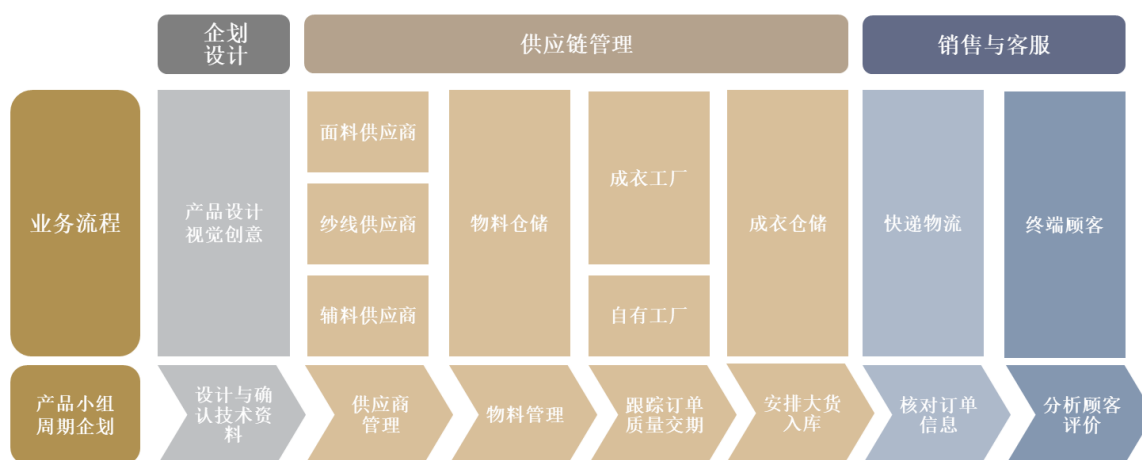 企划
设计
供应链管理
销售与客服
业务流程
产品设计
视觉创意
面料供应商
纱线供应商
辅料供应商
物料仓储
成衣工厂
自有工厂
成衣仓储
快递物流
终端顾客
产品小组
周期企划
设计与确
认技术资
料
供应商
管理
物料管理
跟踪订单
质量交期
安排大货
入库
核对订单
信息
分析顾客
评价